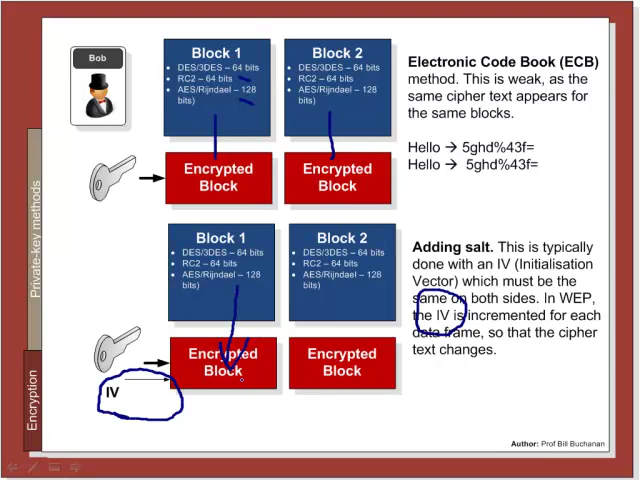 Bob
Block 1
• DES/3DES – 64 bits
• RC2 – 64 bits
• AES/Rijndael – 128
bits)
Block 2
• DES/3DES – 64 bits
• RC2 – 64 bits
• AES/Rijndael – 128
bits)
Electronic Code Book (ECB)
method. This is weak, as the
same cipher text appears for
the same blocks.
Hello → 5ghd%43f=
Hello → 5ghd%43f=
Encrypted
Block
Encrypted
Block
Block 1
• DES/3DES – 64 bits
• RC2 – 64 bits
• AES/Rijndael – 128
bits)
Block 2
• DES/3DES – 64 bits
• RC2 – 64 bits
• AES/Rijndael – 128
bits)
Adding salt. This is typically
done with an IV (Initialisation
Vector) which must be the
same on both sides. In WEP,
the IV is incremented for each
data frame, so that the cipher
text changes.
Encrypted
Block
Encrypted
Block
IV
Private-key methods
Encryption
Author: Prof Bill Buchanan